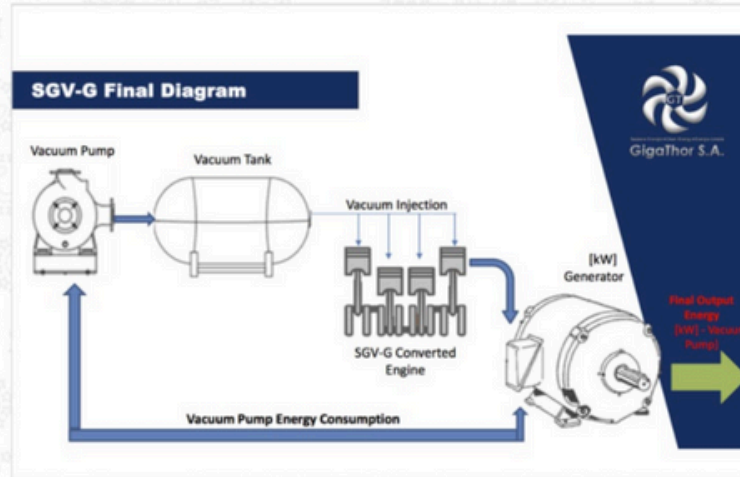 SGV-G Final Diagram
GT
GigaThor S.A.
Vacuum Pump
Vacuum Tank
Vacuum Injection
[kW]
Generator
Final Output
Energy
[kW] - Vacuum
Pump]
SGV-G Converted
Engine
Vacuum Pump Energy Consumption